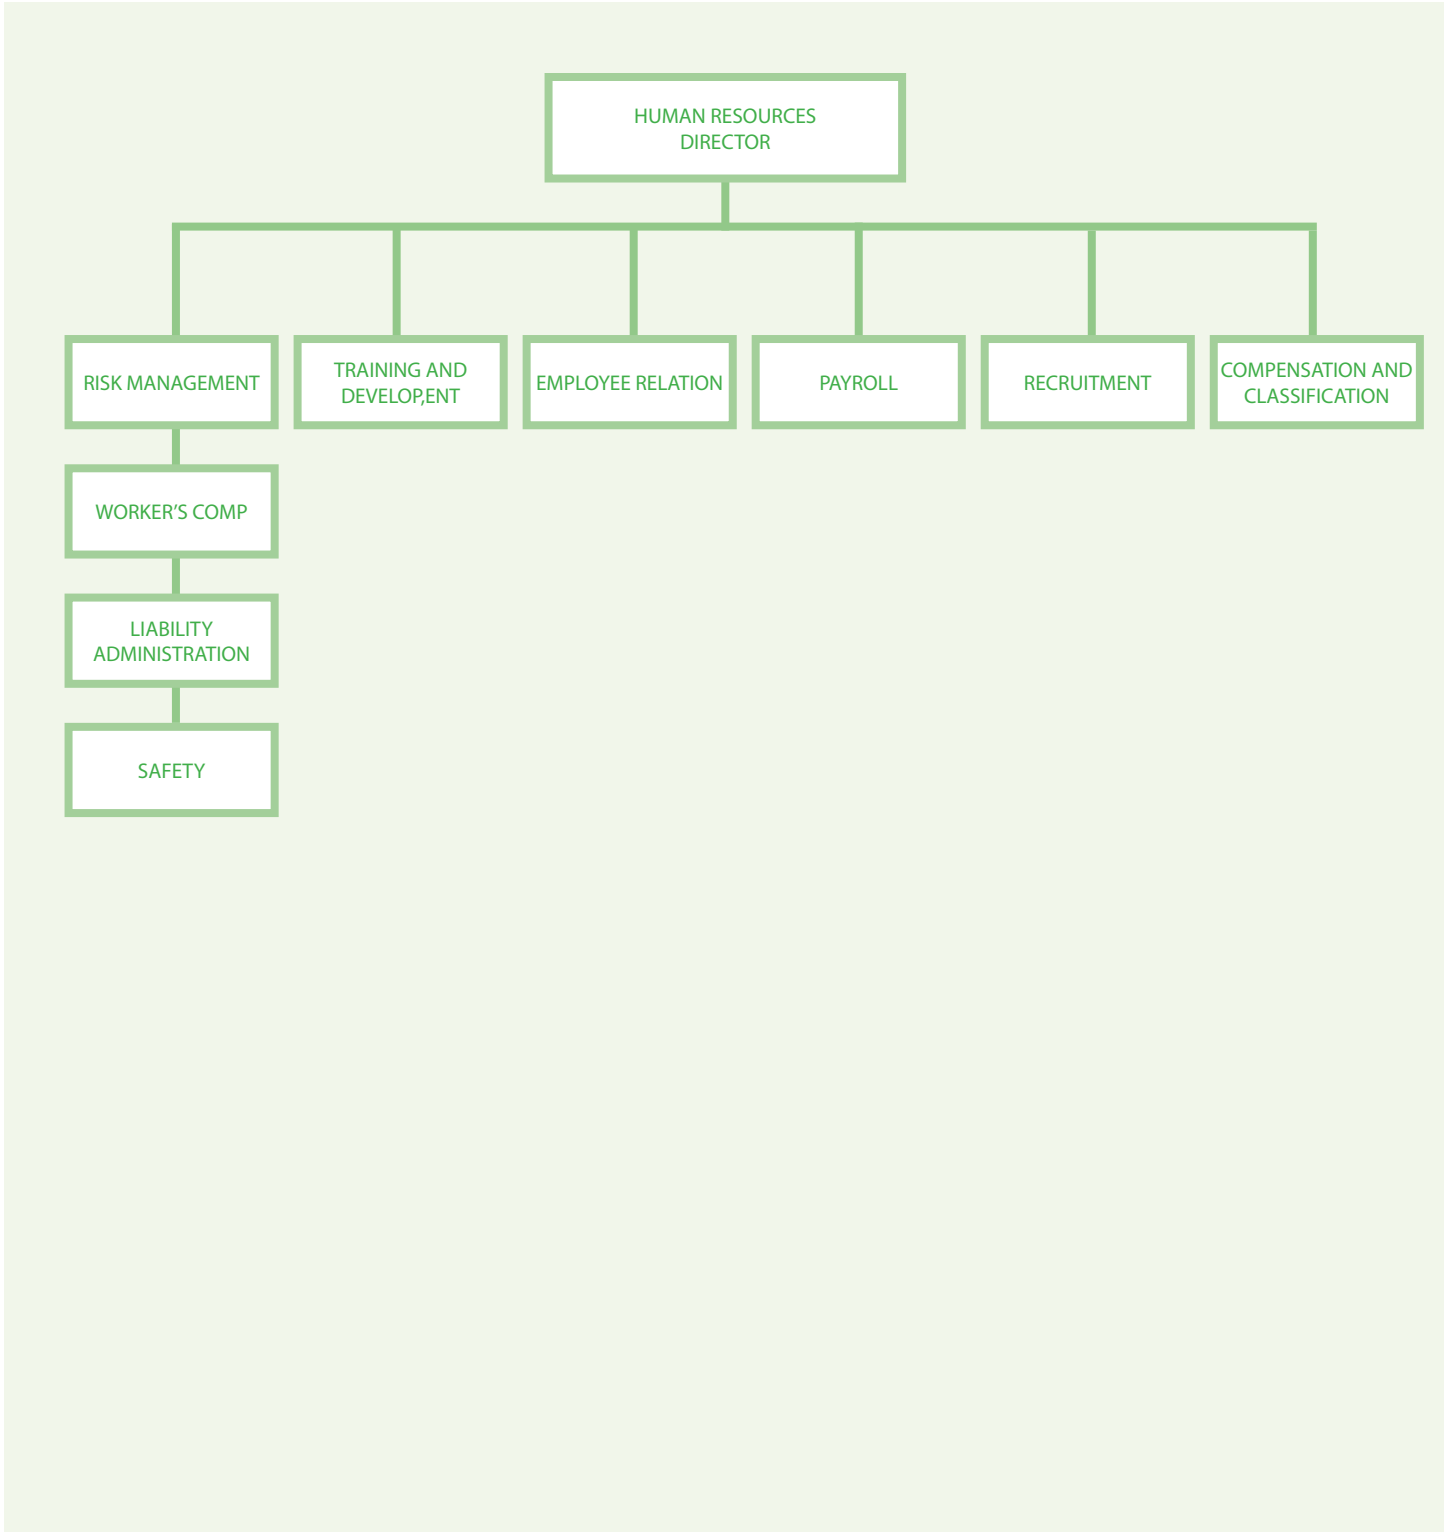 HUMAN RESOURCES
DIRECTOR
RISK MANAGEMENT
TRAINING AND
DEVELOP,ENT
EMPLOYEE RELATION
PAYROLL
RECRUITMENT
COMPENSATION AND
CLASSIFICATION
WORKER’S COMP
LIABILITY
ADMINISTRATION
SAFETY